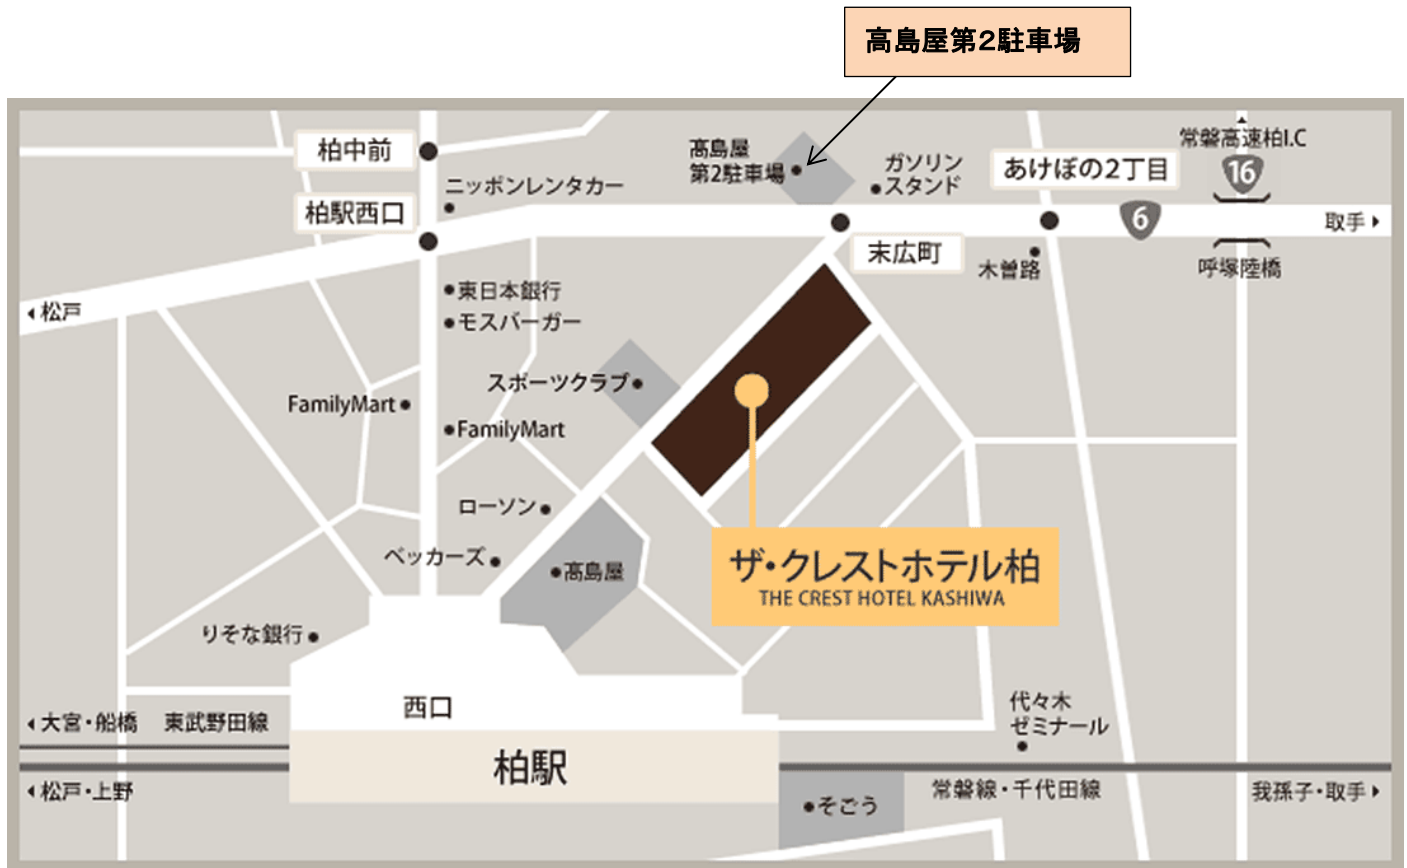 高島屋第2駐車場
常磐高速柏I.C
16
柏中前
髙島屋
第2駐車場
ガソリン
スタンド
あけぼの2丁目
ニッポンレンタカー
柏駅西口
6
取手
末広町
木曽路
呼塚陸橋
松戸
東日本銀行
モスバーガー
スポーツクラブ
FamilyMart
FamilyMart
ローソン
ベッカーズ
髙島屋
ザ・クレストホテル柏
THE CREST HOTEL KASHIWA
りそな銀行
西口
代々木
ゼミナール
大宮・船橋 東武野田線
柏駅
松戸・上野
そごう
常磐線・千代田線
我孫子・取手